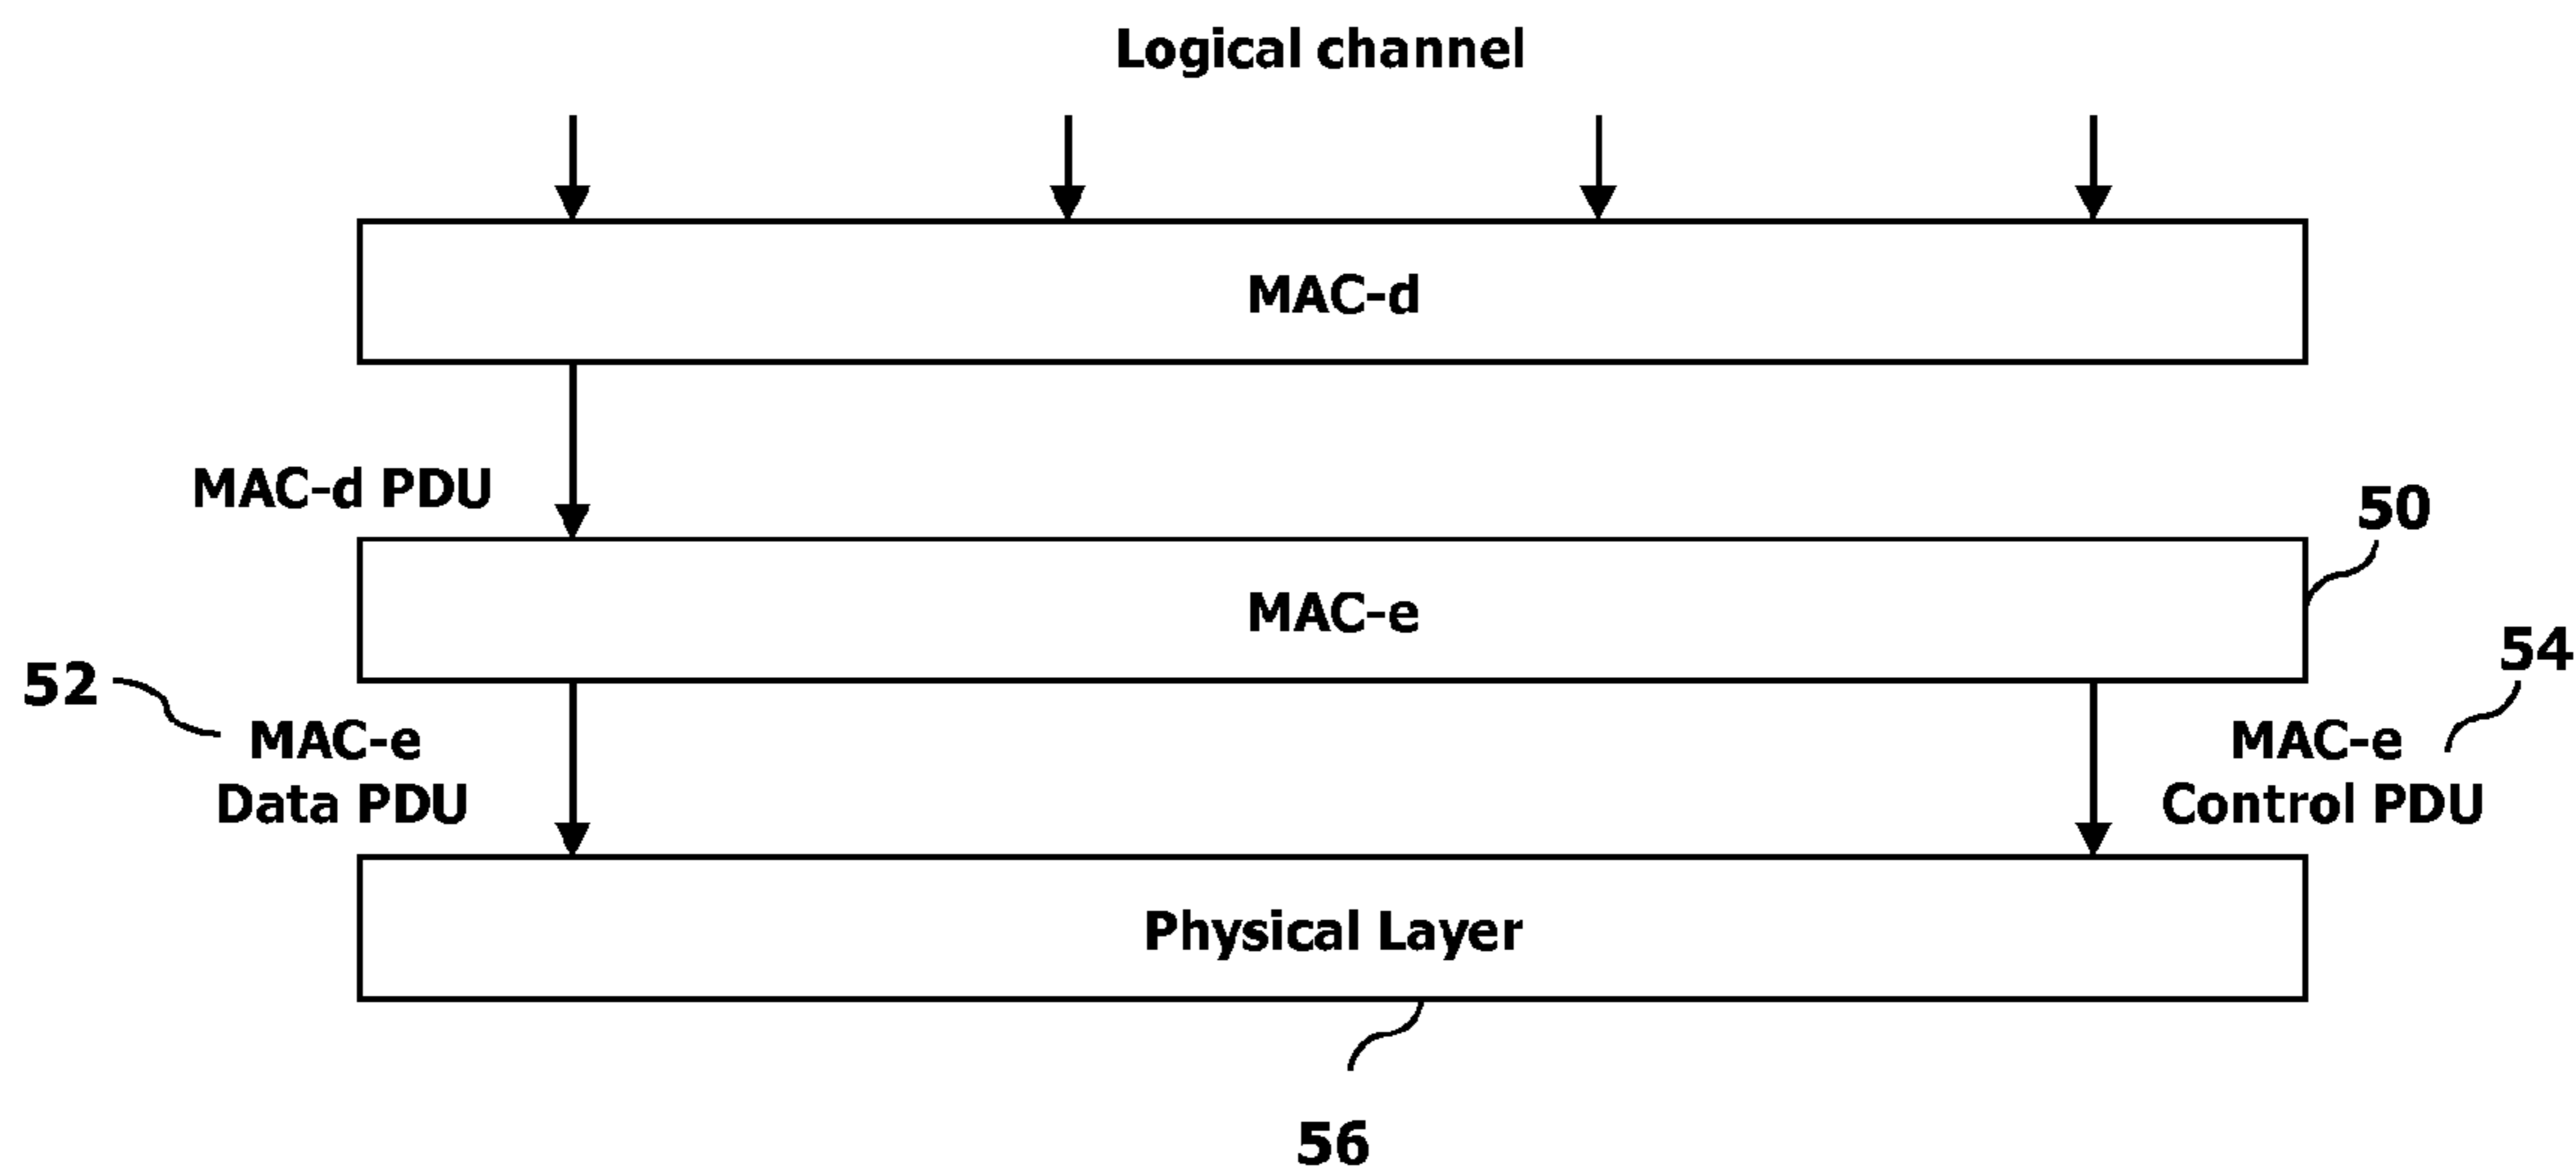 Logical channel
MAC-d
MAC-d PDU
50
MAC-e
54
52
MAC-e
Data PDU
MAC-e
Control PDU
Physical Layer
56